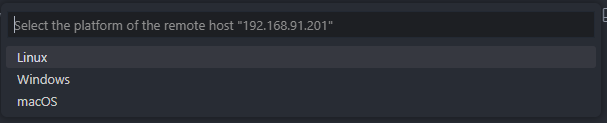 Select the platform of the remote host "192.168.91.201"
Linux
Windows
macOS